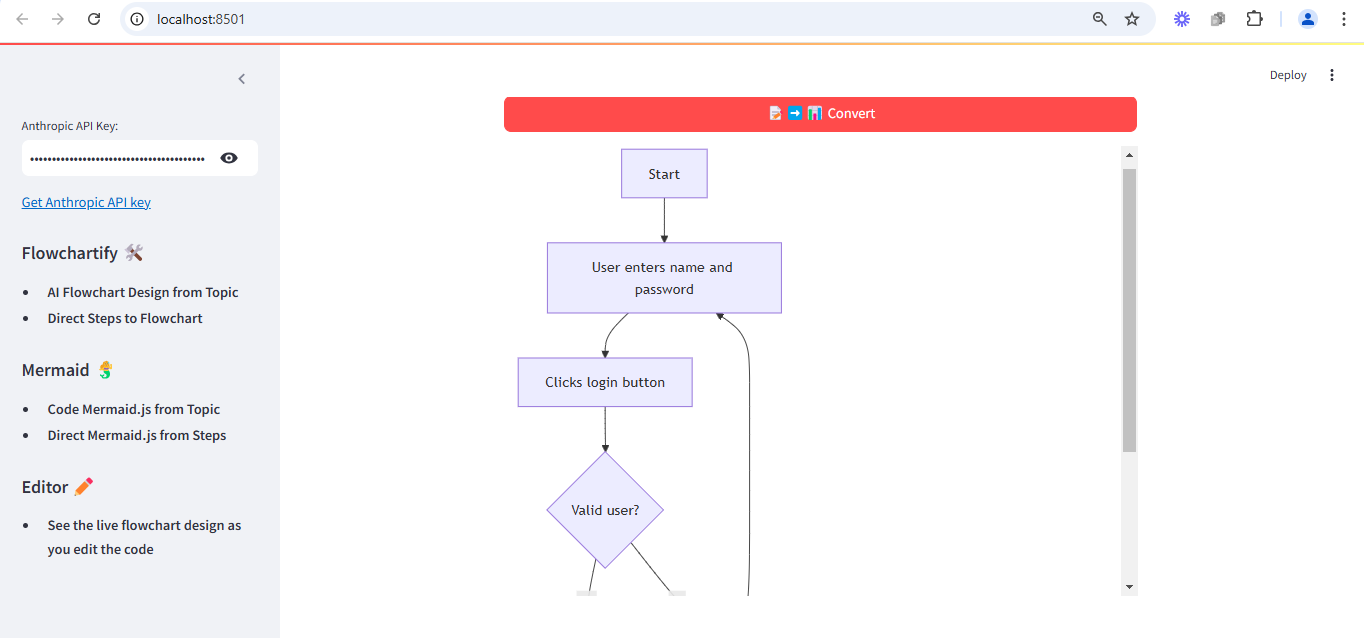 localhost:8501
Deploy
Anthropic API Key:
••••••••••••••••••••••••••••••••••••••••
Get Anthropic API key
Flowchartify 🛠️
• AI Flowchart Design from Topic
• Direct Steps to Flowchart
Mermaid 🧜‍♂️
• Code Mermaid.js from Topic
• Direct Mermaid.js from Steps
Editor ✏️
• See the live flowchart design as
you edit the code
📝 ➡️ 📊 Convert
Start
User enters name and
password
Clicks login button
Valid user?